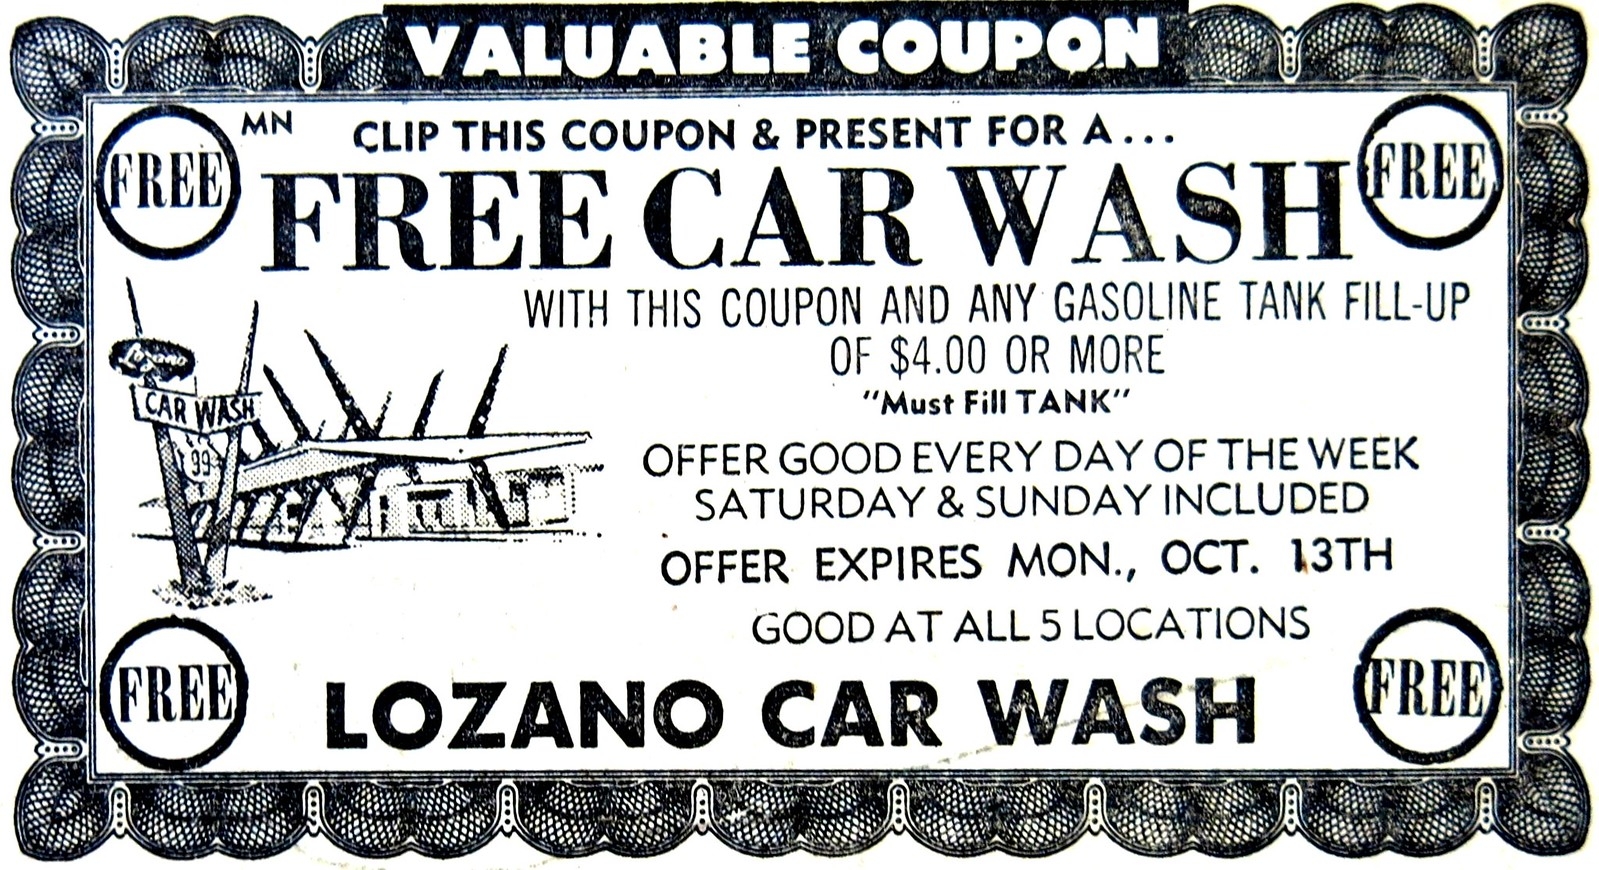 VALUABLE COUPON
FREE
MN
CLIP THIS COUPON & PRESENT FOR A...
FREE
FREE CAR WASH
WITH THIS COUPON AND ANY GASOLINE TANK FILL-UP
OF $4.00 OR MORE
"Must Fill TANK"
Lozano
CAR WASH
99
OFFER GOOD EVERY DAY OF THE WEEK
SATURDAY & SUNDAY INCLUDED
OFFER EXPIRES MON., OCT. 13TH
GOOD AT ALL 5 LOCATIONS
FREE
LOZANO CAR WASH
FREE